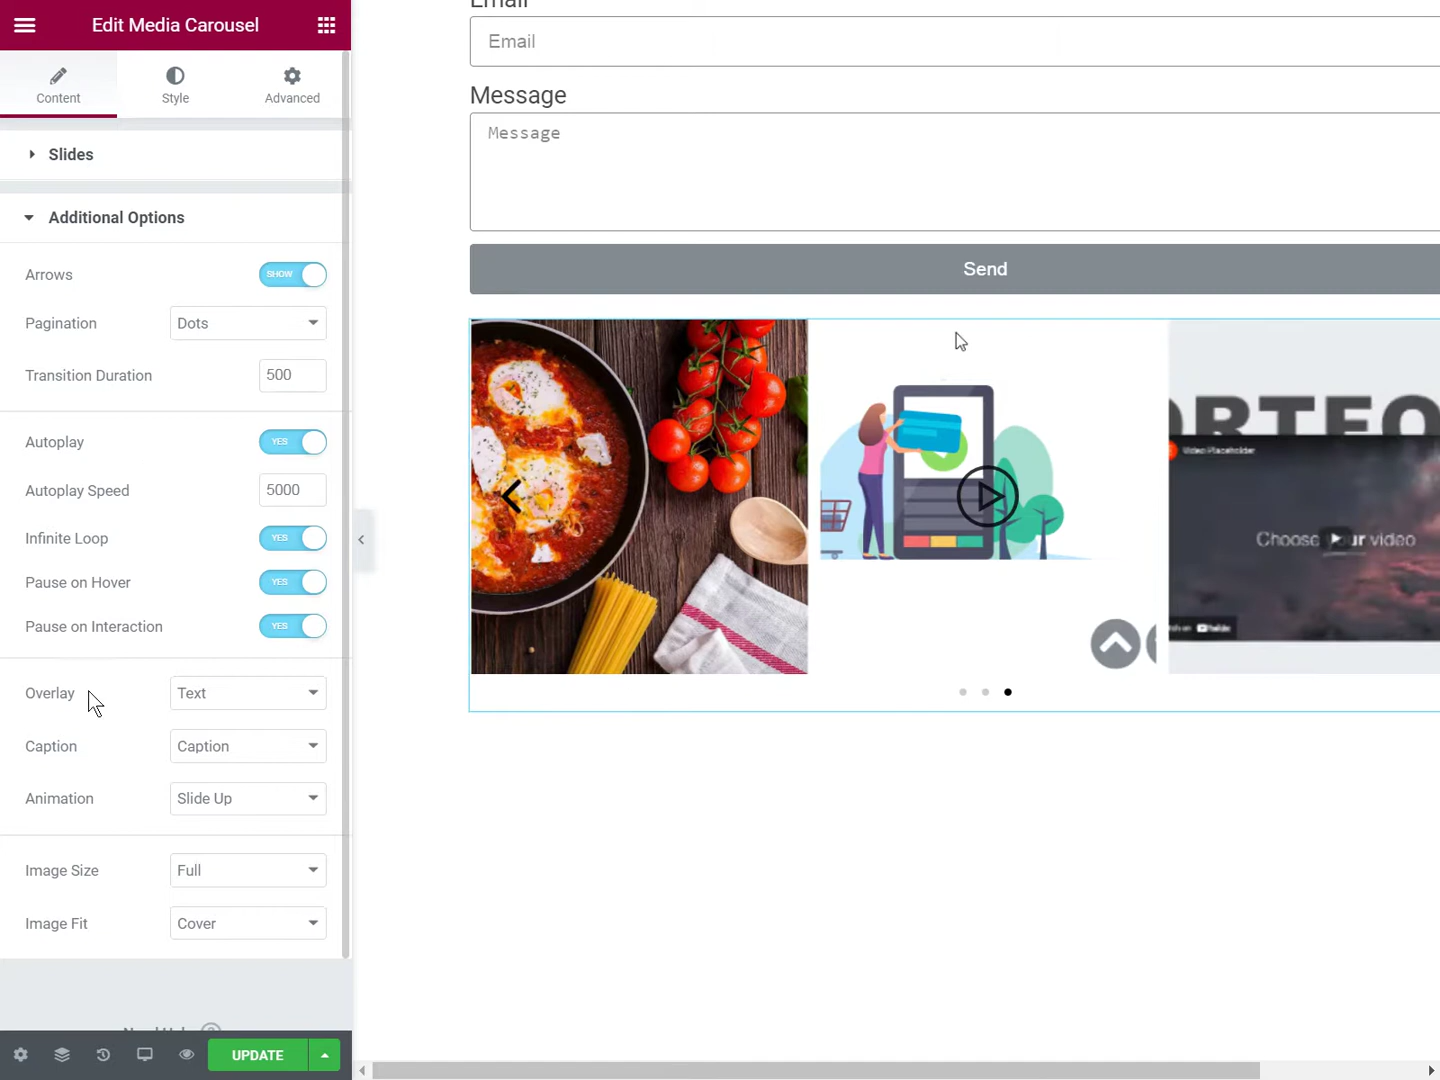 Edit Media Carousel
Content
Style
Advanced
Slides
Additional Options
Arrows
SHOW
Pagination
Dots
Transition Duration
500
Autoplay
YES
Autoplay Speed
5000
Infinite Loop
YES
Pause on Hover
YES
Pause on Interaction
YES
Overlay
Text
Caption
Caption
Animation
Slide Up
Image Size
Full
Image Fit
Cover
UPDATE
Email
Email
Message
Message
Send
ORTFO
Video Placeholder